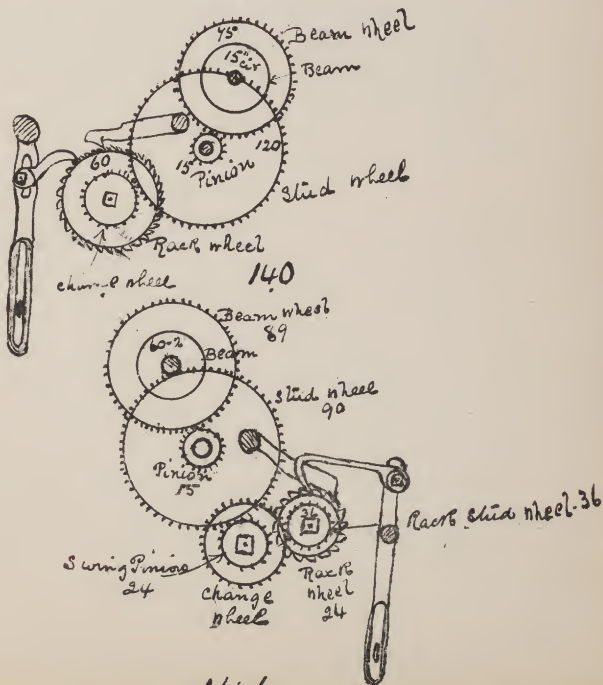 75
Beam wheel
15"cir
Beam
120
15
Pinion
Stud wheel
60
Rack wheel
change wheel
140
Beam wheel
89
60-2
Beam
Stud wheel
90
Pinion
15
36
Rack Stud wheel-36
Swing Pinion
24
Change
wheel
Rack
wheel
24